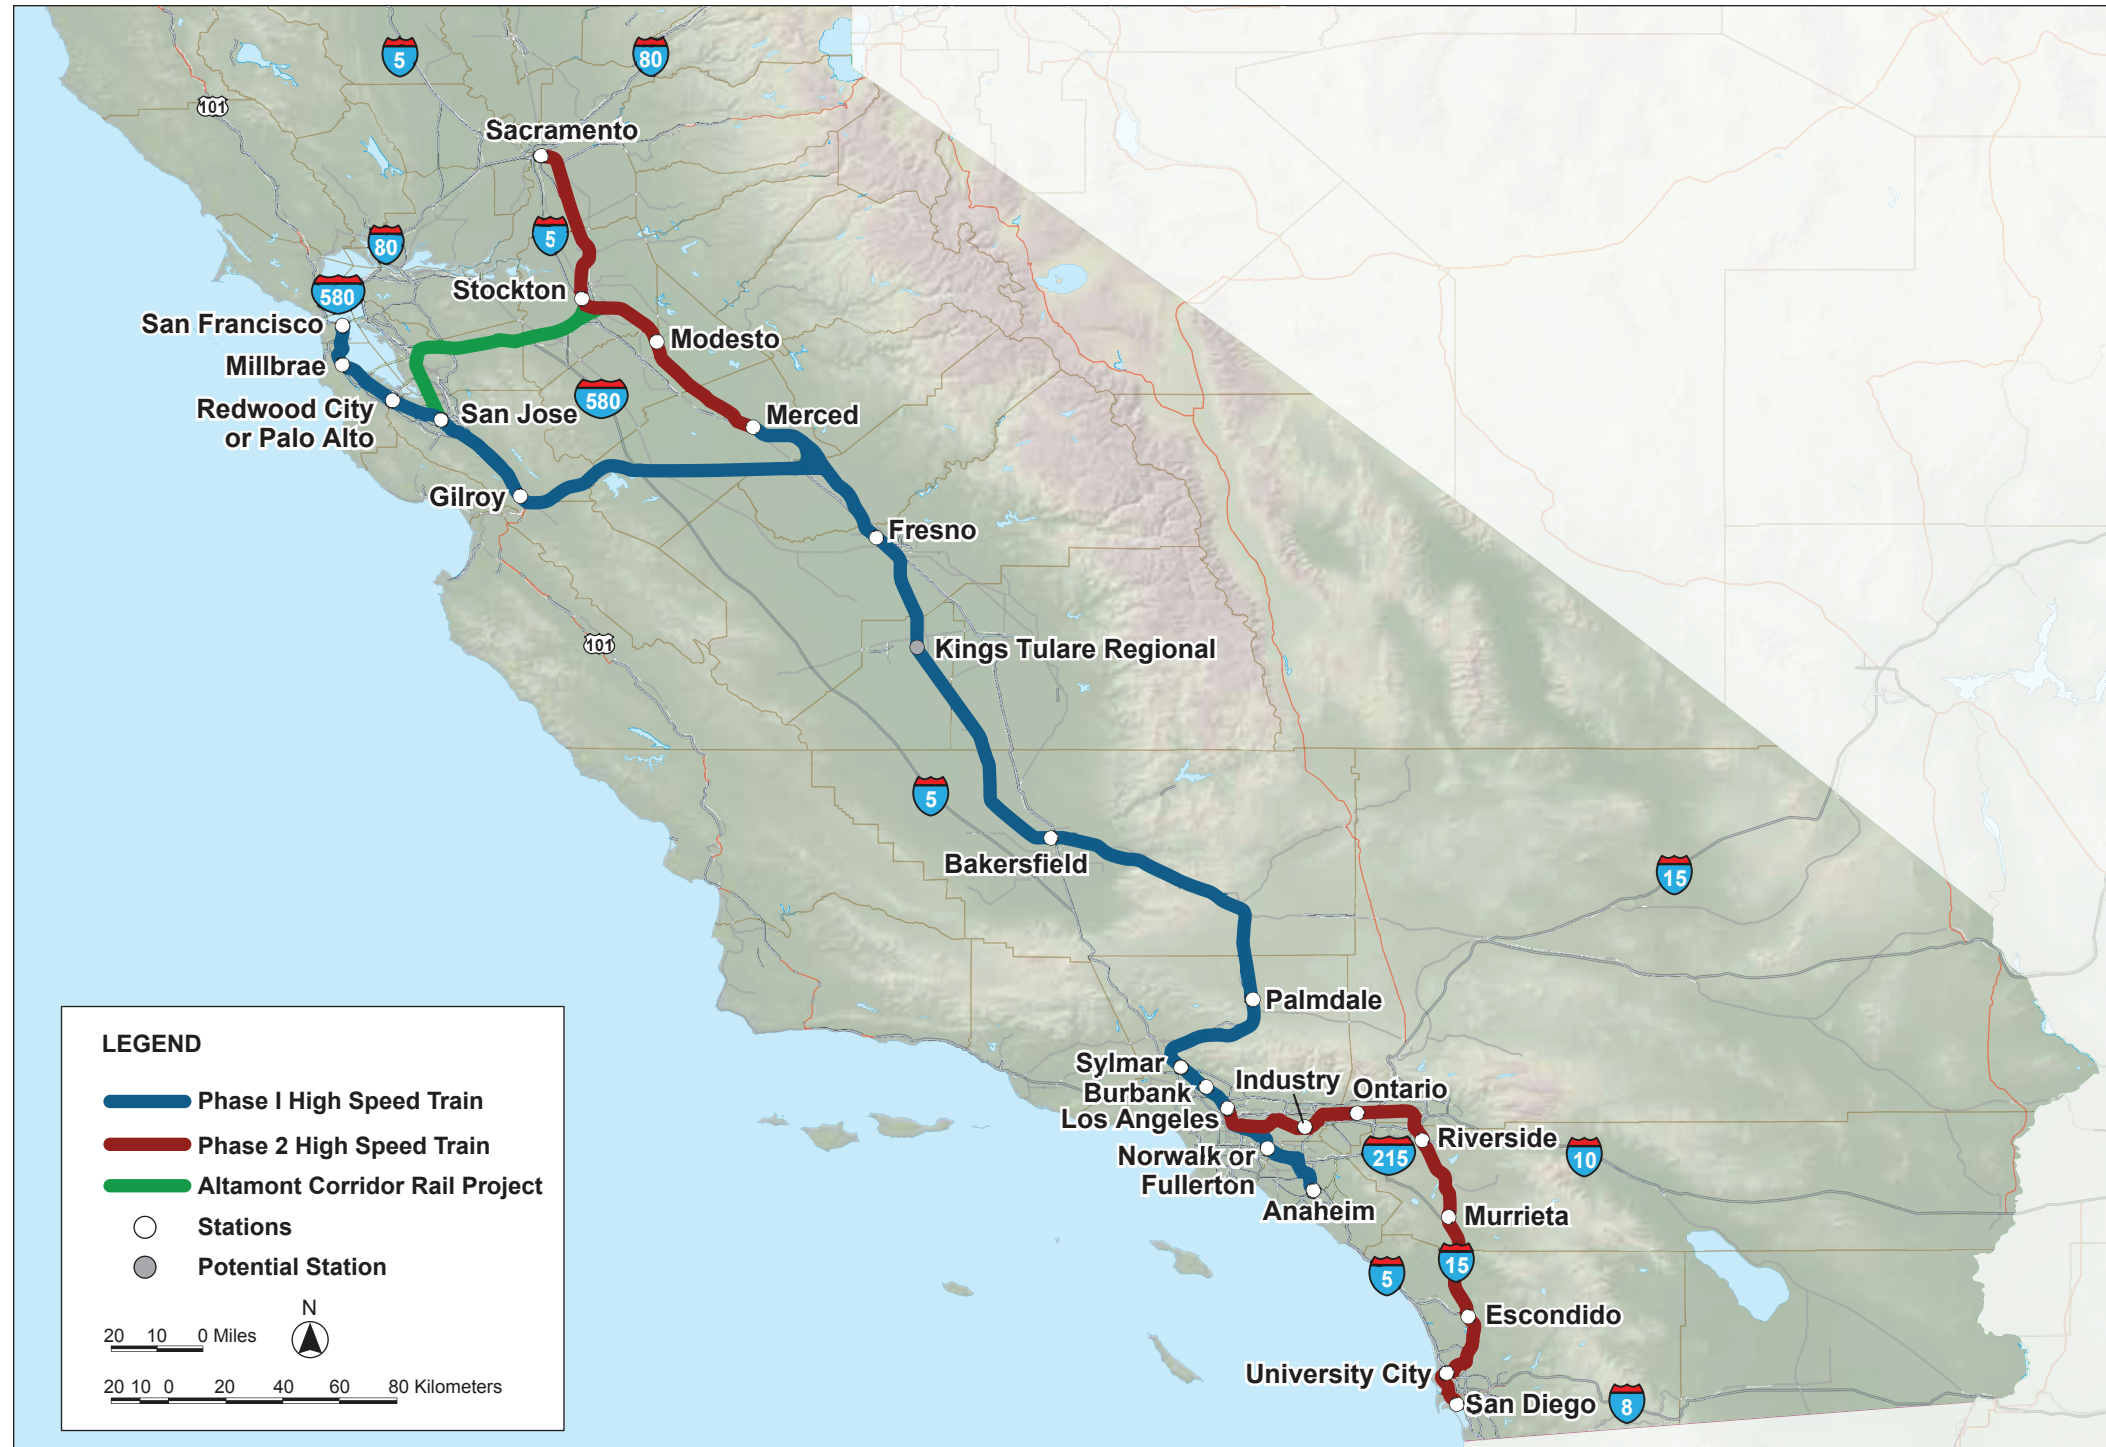 5
80
101
Sacramento
80
5
580
Stockton
San Francisco
Modesto
Millbrae
580
Redwood City
or Palo Alto
San Jose
Merced
Gilroy
Fresno
101
Kings Tulare Regional
5
Bakersfield
15
Palmdale
Sylmar
Burbank
Industry
Ontario
Los Angeles
Riverside
Norwalk or
Fullerton
215
10
Anaheim
Murrieta
15
5
Escondido
University City
San Diego
8
LEGEND
Phase I High Speed Train
Phase 2 High Speed Train
Altamont Corridor Rail Project
Stations
Potential Station
N
20 10 0 Miles
20 10 0 20 40 60 80 Kilometers